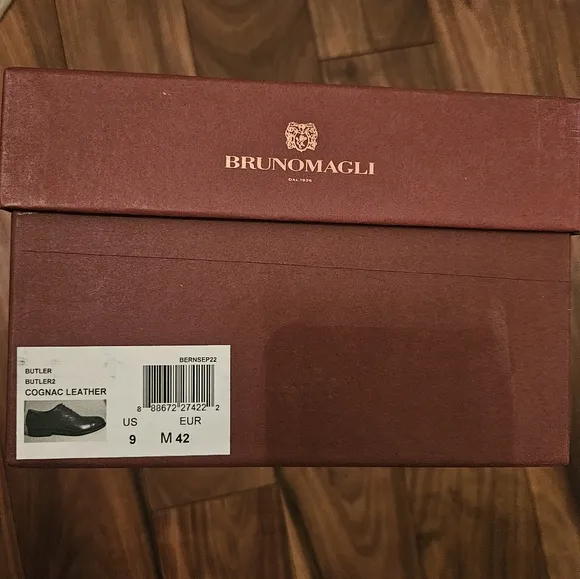 BRUNOMAGLI
DAL 1936
BERNSEP22
BUTLER
BUTLER2
COGNAC LEATHER
8 88672 27422 2
US EUR
9 M 42